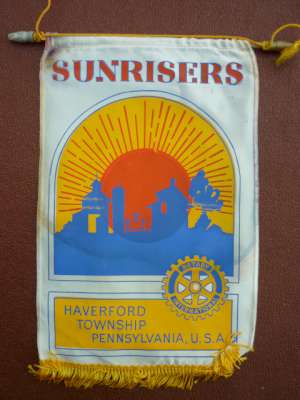 SUNRISERS
ROTARY
INTERNATIONAL
HAVERFORD
TOWNSHIP
PENNSYLVANIA, U.S.A.